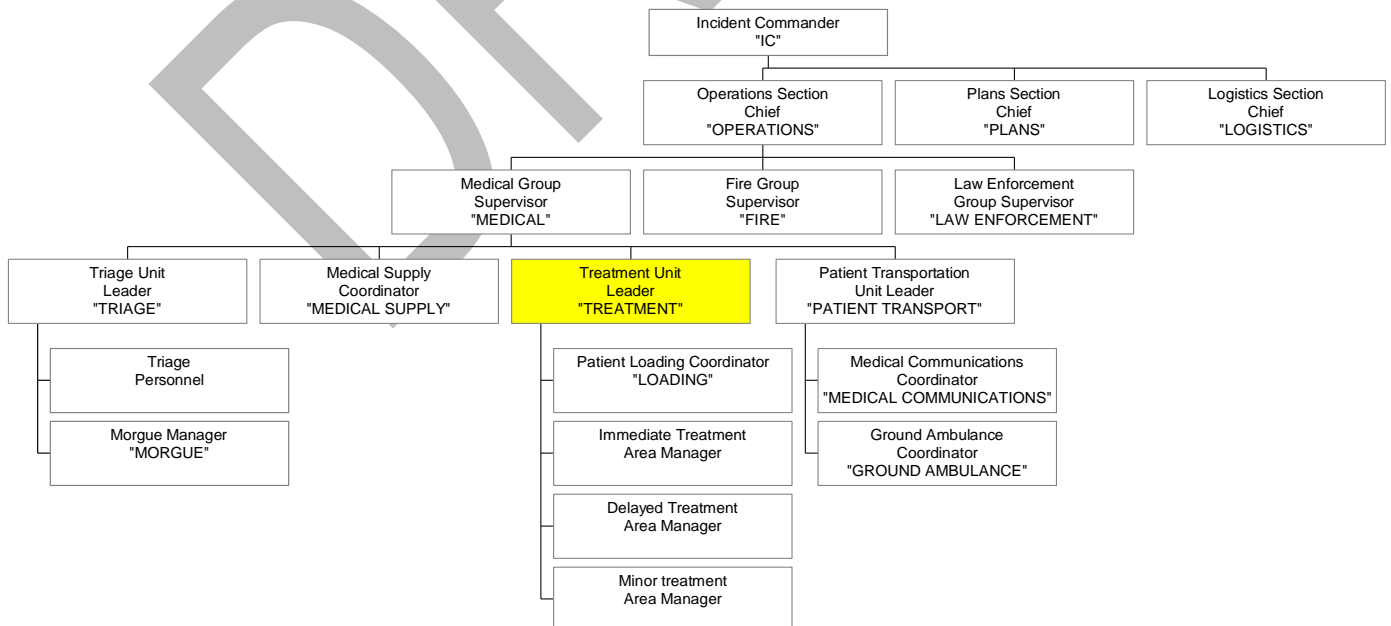 Incident Commander
"IC"
Operations Section
Chief
"OPERATIONS"
Plans Section
Chief
"PLANS"
Logistics Section
Chief
"LOGISTICS"
Medical Group
Supervisor
"MEDICAL"
Fire Group
Supervisor
"FIRE"
Law Enforcement
Group Supervisor
"LAW ENFORCEMENT"
Triage Unit
Leader
"TRIAGE"
Medical Supply
Coordinator
"MEDICAL SUPPLY"
Treatment Unit
Leader
"TREATMENT"
Patient Transportation
Unit Leader
"PATIENT TRANSPORT"
Triage
Personnel
Morgue Manager
"MORGUE"
Patient Loading Coordinator
"LOADING"
Immediate Treatment
Area Manager
Delayed Treatment
Area Manager
Minor treatment
Area Manager
Medical Communications
Coordinator
"MEDICAL COMMUNICATIONS"
Ground Ambulance
Coordinator
"GROUND AMBULANCE"